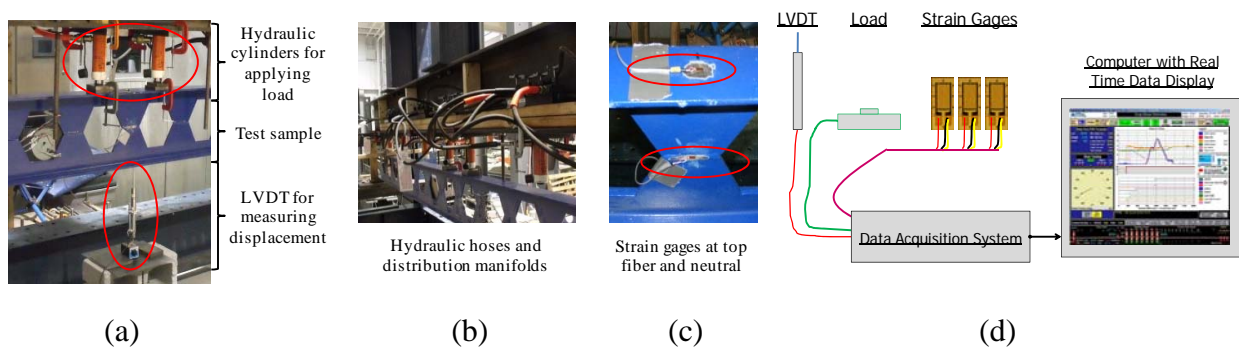 Hydraulic
cylinders for
applying
load
Test sample
LVDT for
measuring
displacement
(a)
Hydraulic hoses and
distribution manifolds
(b)
Strain gages at top
fiber and neutral
(c)
LVDT
Load
Strain Gages
Computer with Real
Time Data Display
Data Acquisition System
(d)